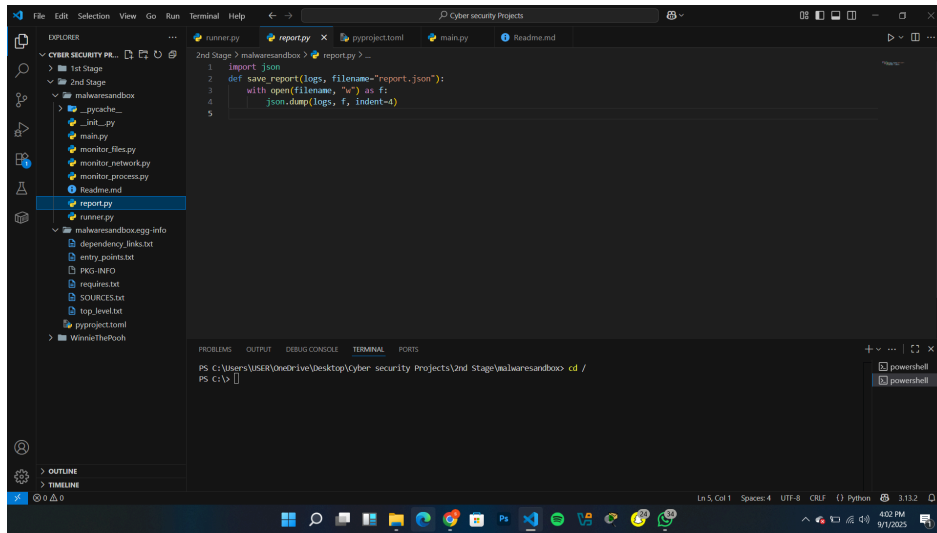 File Edit Selection View Go Run Terminal Help
Cyber security Projects
EXPLORER
runner.py
report.py
pyproject.toml
main.py
Readme.md
CYBER SECURITY PR...
1st Stage
2nd Stage
malwaresandbox
__pycache__
__init__.py
main.py
monitor_files.py
monitor_network.py
monitor_process.py
Readme.md
report.py
runner.py
malwaresandbox.egg-info
dependency_links.txt
entry_points.txt
PKG-INFO
requires.txt
SOURCES.txt
top_level.txt
pyproject.toml
WinnieThePooh
OUTLINE
TIMELINE
2nd Stage > malwaresandbox > report.py > ...
1 import json
2 def save_report(logs, filename="report.json"):
3 with open(filename, "w") as f:
4 json.dump(logs, f, indent=4)
5
PROBLEMS OUTPUT DEBUG CONSOLE TERMINAL PORTS
PS C:\Users\USER\OneDrive\Desktop\Cyber security Projects\2nd Stage\malwaresandbox> cd /
PS C:\>
powershell
powershell
0 0
Ln 5, Col 1 Spaces: 4 UTF-8 CRLF {} Python 3.13.2
4:02 PM
9/1/2025